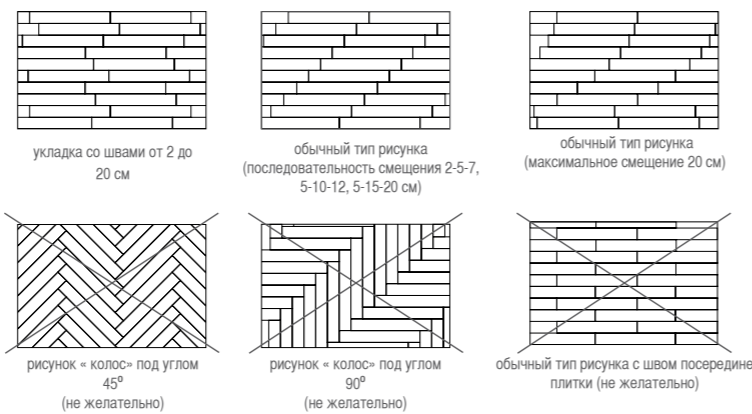 укладка со швами от 2 до
20 см
обычный тип рисунка
(последовательность смещения 2-5-7,
5-10-12, 5-15-20 см)
обычный тип рисунка
(максимальное смещение 20 см)
рисунок « колос» под углом
45º
(не желательно)
рисунок « колос» под углом
90º
(не желательно)
обычный тип рисунка с швом посередине
плитки (не желательно)